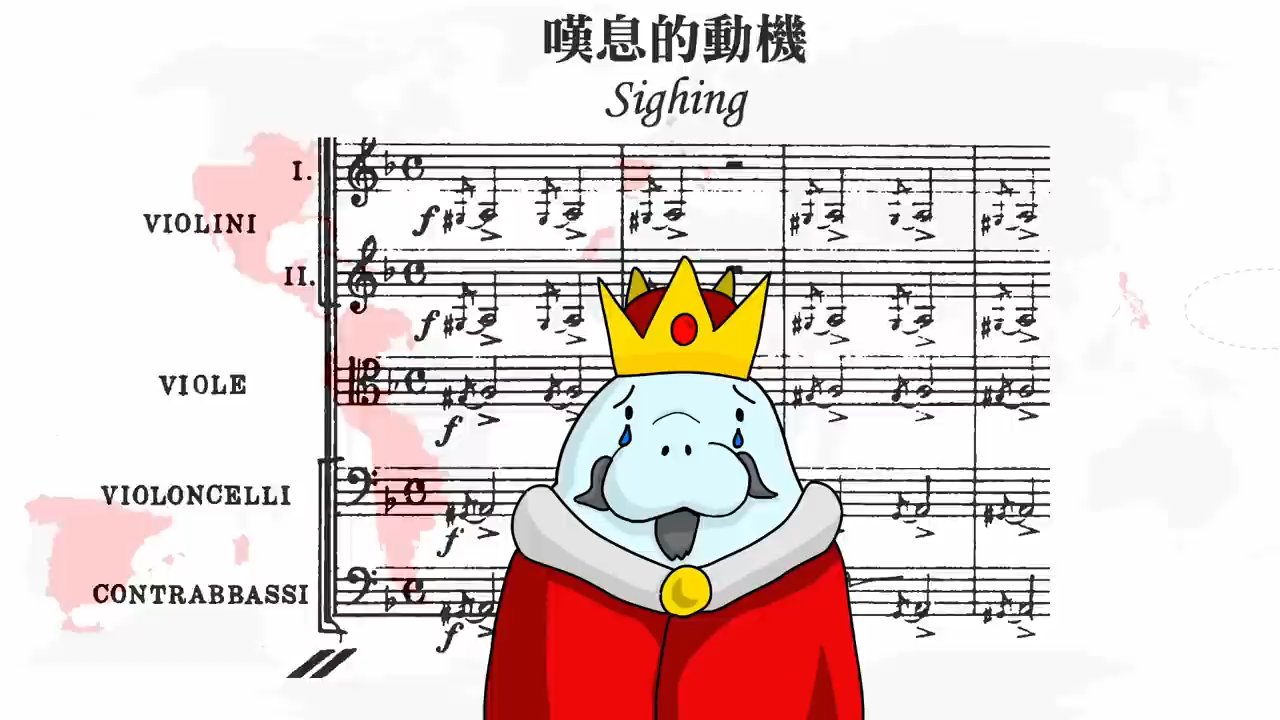 嘆息的動機
Sighing
I.
VIOLINI
II.
VIOLE
VIOLONCELLI
CONTRABBASSI
f
f
f
f
f